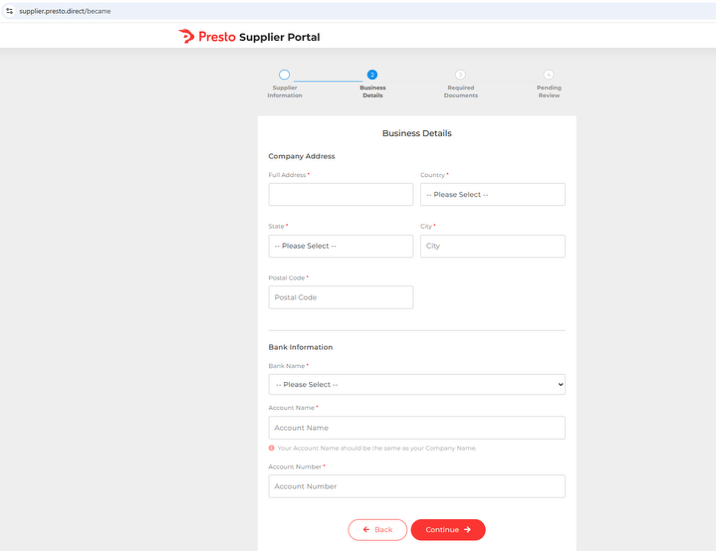 supplier.presto.direct/became
Presto Supplier Portal
2
3
4
Supplier Information
Business Details
Required Documents
Pending Review
Business Details
Company Address
Full Address *
Country *
-- Please Select --
State *
City *
-- Please Select --
City
Postal Code *
Postal Code
Bank Information
Bank Name *
-- Please Select --
Account Name *
Account Name
Your Account Name should be the same as your Company Name.
Account Number *
Account Number
Back
Continue